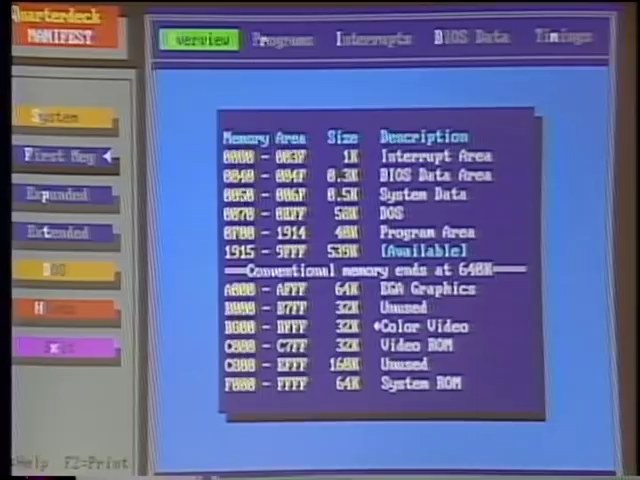 Quarterdeck
MANIFEST
Overview Programs Interrupts BIOS Data Timings
System
First Meg
Expanded
Extended
DOS
Exit
Memory Area Size Description
0000 - 003F 1K Interrupt Area
0040 - 004F 0.3K BIOS Data Area
0050 - 006F 0.5K System Data
0070 - DOS
0700 - 1914 Program Area
1915 - 9FFF 539K [Available]
Conventional memory ends at 640K
A000 - AFFF 64K EGA Graphics
B000 - B7FF 32K Unused
B800 - BFFF 32K Color Video
C000 - C7FF 32K Video ROM
C800 - EFFF 160K Unused
F000 - FFFF 64K System ROM
=Help F2=Print